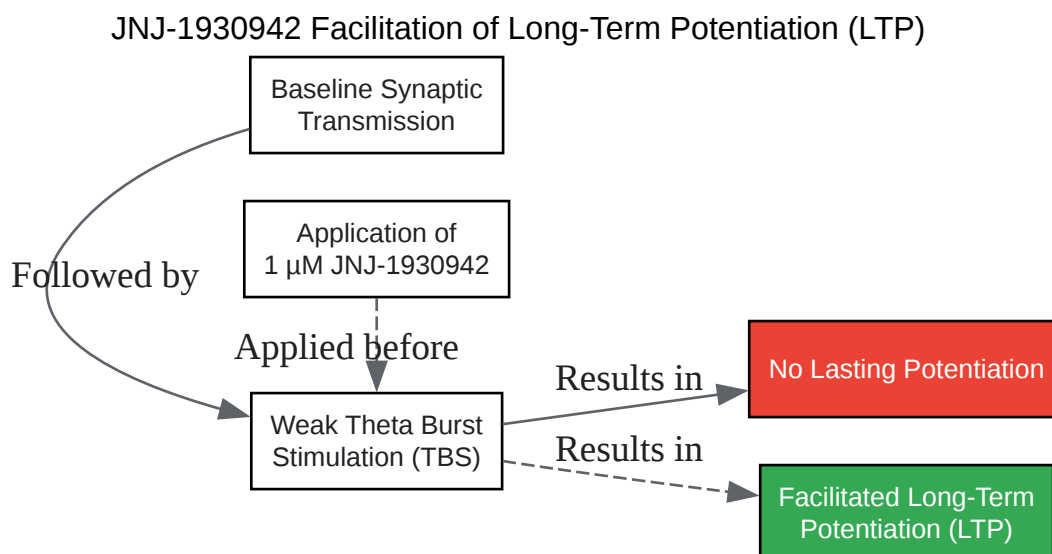 JNJ-1930942 Facilitation of Long-Term Potentiation (LTP)
Baseline Synaptic
Transmission
Application of
1 µM JNJ-1930942
Followed by
Applied before
Weak Theta Burst
Stimulation (TBS)
Results in
No Lasting Potentiation
Results in
Facilitated Long-Term
Potentiation (LTP)